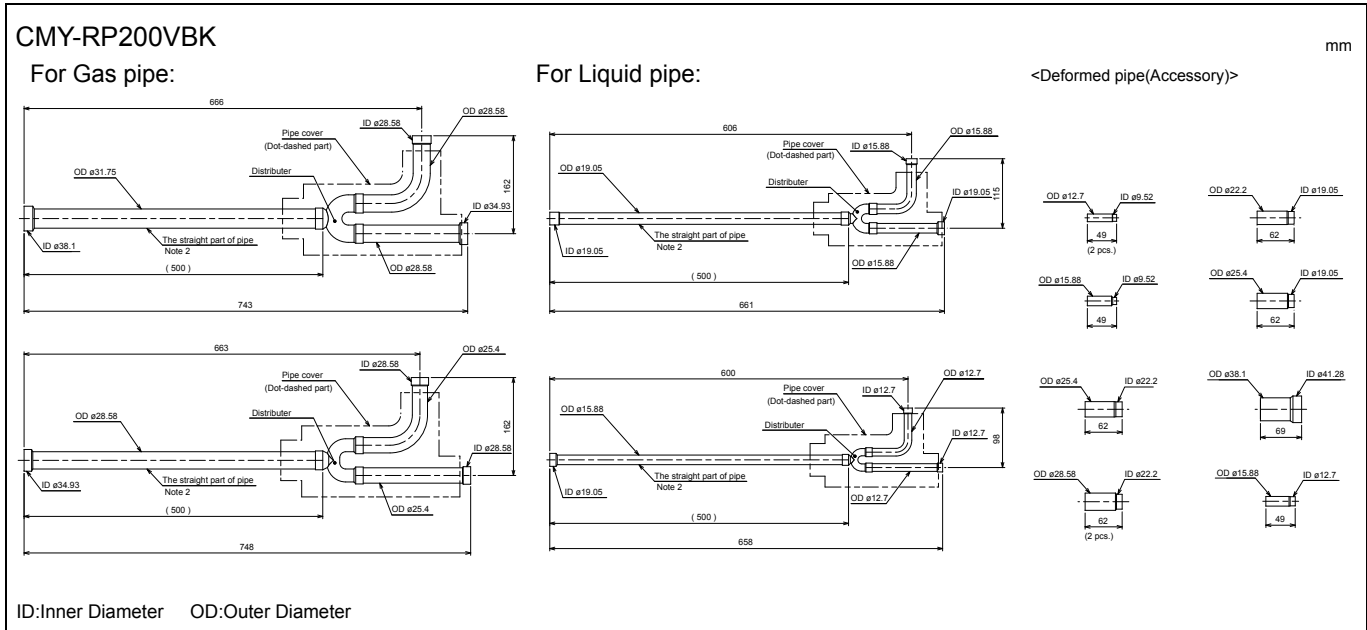 CMY-RP200VBK
mm
For Gas pipe:
For Liquid pipe:
<Deformed pipe(Accessory)>
666
OD ø28.58
ID ø28.58
Pipe cover
(Dot-dashed part)
Distributer
OD ø31.75
162
ID ø34.93
The straight part of pipe
Note 2
ID ø38.1
OD ø28.58
( 500 )
743
606
OD ø15.88
Pipe cover
(Dot-dashed part)
ID ø15.88
OD ø19.05
Distributer
ID ø19.05
115
The straight part of pipe
Note 2
ID ø19.05
OD ø15.88
( 500 )
661
OD ø12.7
ID ø9.52
49
(2 pcs.)
OD ø22.2
ID ø19.05
62
OD ø15.88
ID ø9.52
49
OD ø25.4
ID ø19.05
62
663
OD ø25.4
ID ø28.58
Pipe cover
(Dot-dashed part)
Distributer
OD ø28.58
162
ID ø28.58
The straight part of pipe
Note 2
ID ø34.93
OD ø25.4
( 500 )
748
600
OD ø12.7
Pipe cover
(Dot-dashed part)
ID ø12.7
OD ø15.88
Distributer
ID ø12.7
98
The straight part of pipe
Note 2
ID ø19.05
OD ø12.7
( 500 )
658
OD ø25.4
ID ø22.2
62
OD ø38.1
ID ø41.28
69
OD ø28.58
ID ø22.2
62
(2 pcs.)
OD ø15.88
ID ø12.7
49
ID:Inner Diameter OD:Outer Diameter